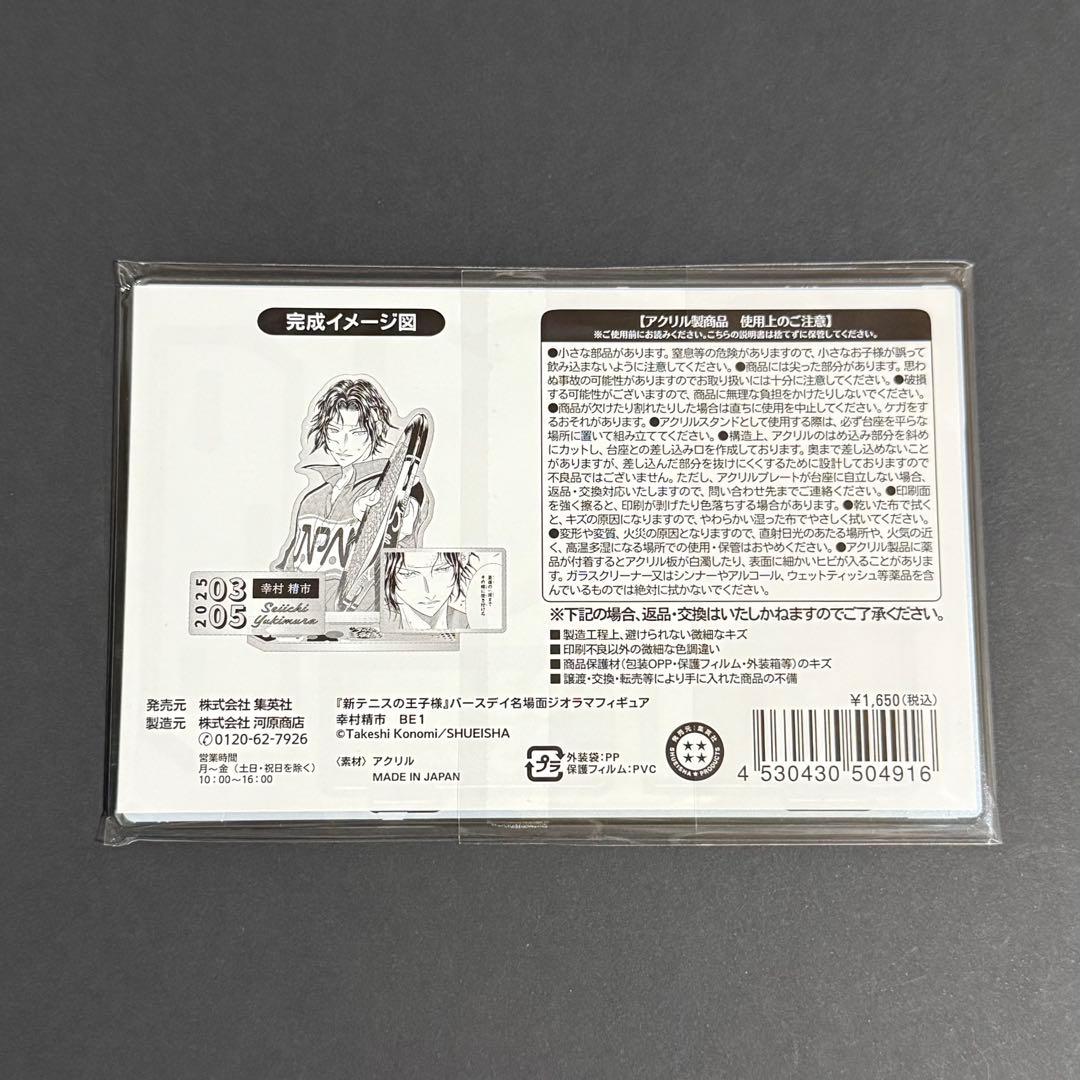 完成イメージ図
2025
03
05
幸村 精市
Seiichi
Yukimura
【アクリル製商品 使用上のご注意】
※ご使用前にお読みください。こちらの説明書は捨てずに保管してください。
●小さな部品があります。窒息等の危険がありますので、小さなお子様が誤って
飲み込まないように注意してください。●商品には尖った部分があります。思わ
ぬ事故の可能性がありますのでお取り扱いには十分に注意してください。●破損
する可能性がございますので、商品に無理な負担をかけたりしないでください。
●商品が欠けたり割れたりした場合は直ちに使用を中止してください。ケガをす
るおそれがあります。●アクリルスタンドとして使用する際は、必ず台座を平らな
場所に置いて組み立ててください。●構造上、アクリルのはめ込み部分を斜め
にカットし、台座との差し込み口を作成しております。奥まで差し込めないこと
がありますが、差し込んだ部分を抜けにくくするために設計しておりますので
不良品ではございません。ただし、アクリルプレートが台座に自立しない場合、
返品・交換対応いたしますので、問い合わせ先までご連絡ください。●印刷面
を強く擦ると、印刷が剥げたり色落ちする場合があります。●乾いた布で拭く
と、キズの原因になりますので、やわらかい湿った布でやさしく拭いてください。
●変形や変質、火災の原因となりますので、直射日光のあたる場所や、火気の近
く、高温多湿になる場所での使用・保管はおやめください。●アクリル製品に薬
品が付着するとアクリル板が白濁したり、表面に細かいヒビが入ることがありま
す。ガラスクリーナー又はシンナーやアルコール、ウェットティッシュ等薬品を含
んでいるものでは絶対に拭かないでください。
※下記の場合、返品・交換はいたしかねますのでご了承ください。
■製造工程上、避けられない微細なキズ
■印刷不良以外の微細な色調違い
■商品保護材(包装OPP・保護フィルム・外装箱等)のキズ
■譲渡・交換・転売等により手に入れた商品の不備
発売元 株式会社 集英社
製造元 株式会社 河原商店
0120-62-7926
営業時間
月〜金(土日・祝日を除く)
10:00〜16:00
『新テニスの王子様』バースデイ名場面ジオラマフィギュア
幸村精市 BE1
©Takeshi Konomi/SHUEISHA
〈素材〉アクリル
MADE IN JAPAN
プラ
外装袋:PP
保護フィルム:PVC
¥1,650(税込)
発売元:集英社
SHUEISHA PRODUCTS
4 530430 504916